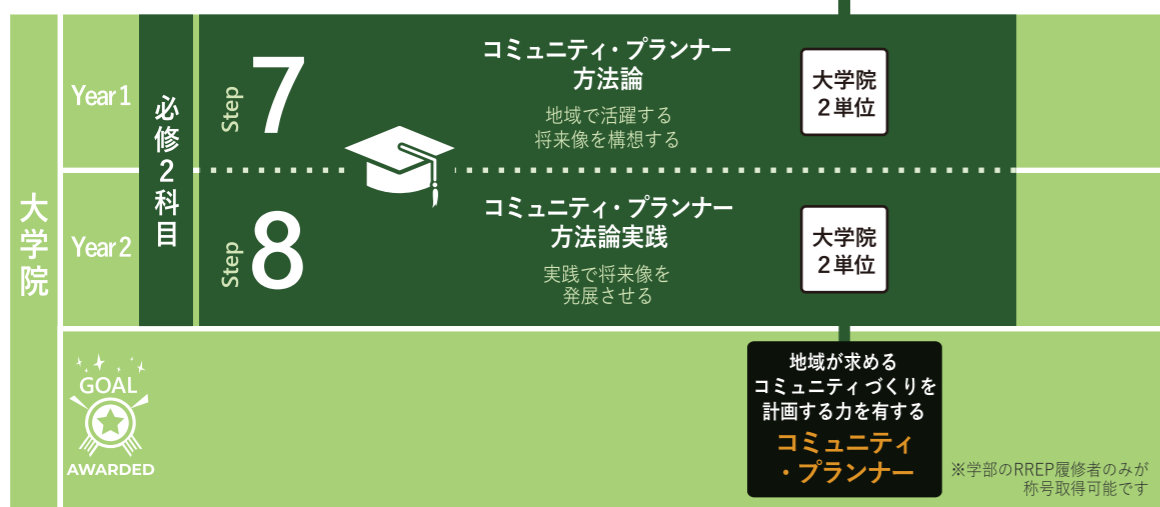 大学院
必修2科目
Year 1
Step 7
コミュニティ・プランナー
方法論
地域で活躍する
将来像を構想する
大学院
2単位
Year 2
Step 8
コミュニティ・プランナー
方法論実践
実践で将来像を
発展させる
大学院
2単位
GOAL
AWARDED
地域が求める
コミュニティづくりを
計画する力を有する
コミュニティ
・プランナー
※学部のRREP履修者のみが
称号取得可能です